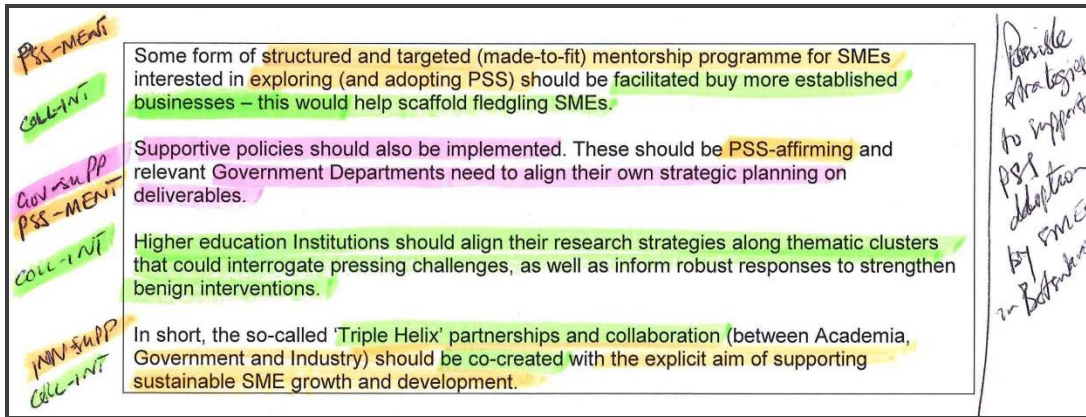 PSS-MENT
COLL-INT
Some form of structured and targeted (made-to-fit) mentorship programme for SMEs
interested in exploring (and adopting PSS) should be facilitated buy more established
businesses – this would help scaffold fledgling SMEs.
GOV-SUPP
PSS-MENT
Supportive policies should also be implemented. These should be PSS-affirming and
relevant Government Departments need to align their own strategic planning on
deliverables.
COLL-INT
Higher education Institutions should align their research strategies along thematic clusters
that could interrogate pressing challenges, as well as inform robust responses to strengthen
benign interventions.
INN-SUPP
COLL-INT
In short, the so-called ‘Triple Helix’ partnerships and collaboration (between Academia,
Government and Industry) should be co-created with the explicit aim of supporting
sustainable SME growth and development.
Possible
strategies
to support
PSS
adoption
by SMEs
in